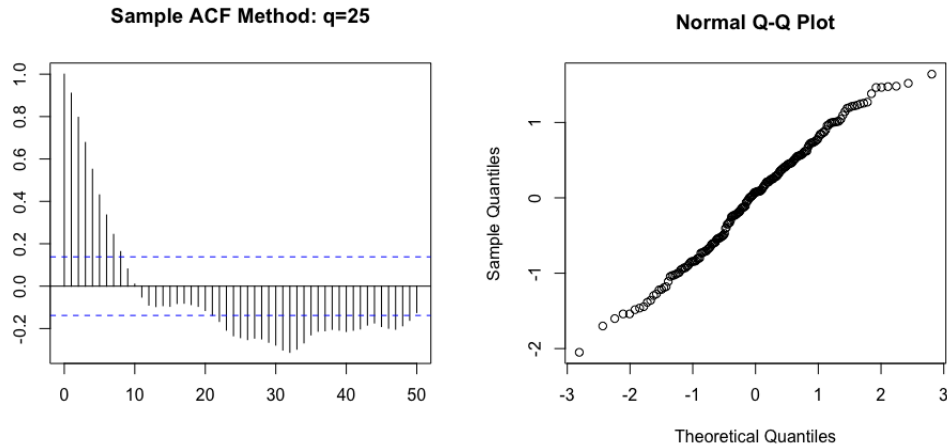 Sample ACF Method: q=25
1.0
0.8
0.6
0.4
0.2
0.0
-0.2
0 10 20 30 40 50
Normal Q-Q Plot
Sample Quantiles
1
0
-1
-2
-3 -2 -1 0 1 2 3
Theoretical Quantiles